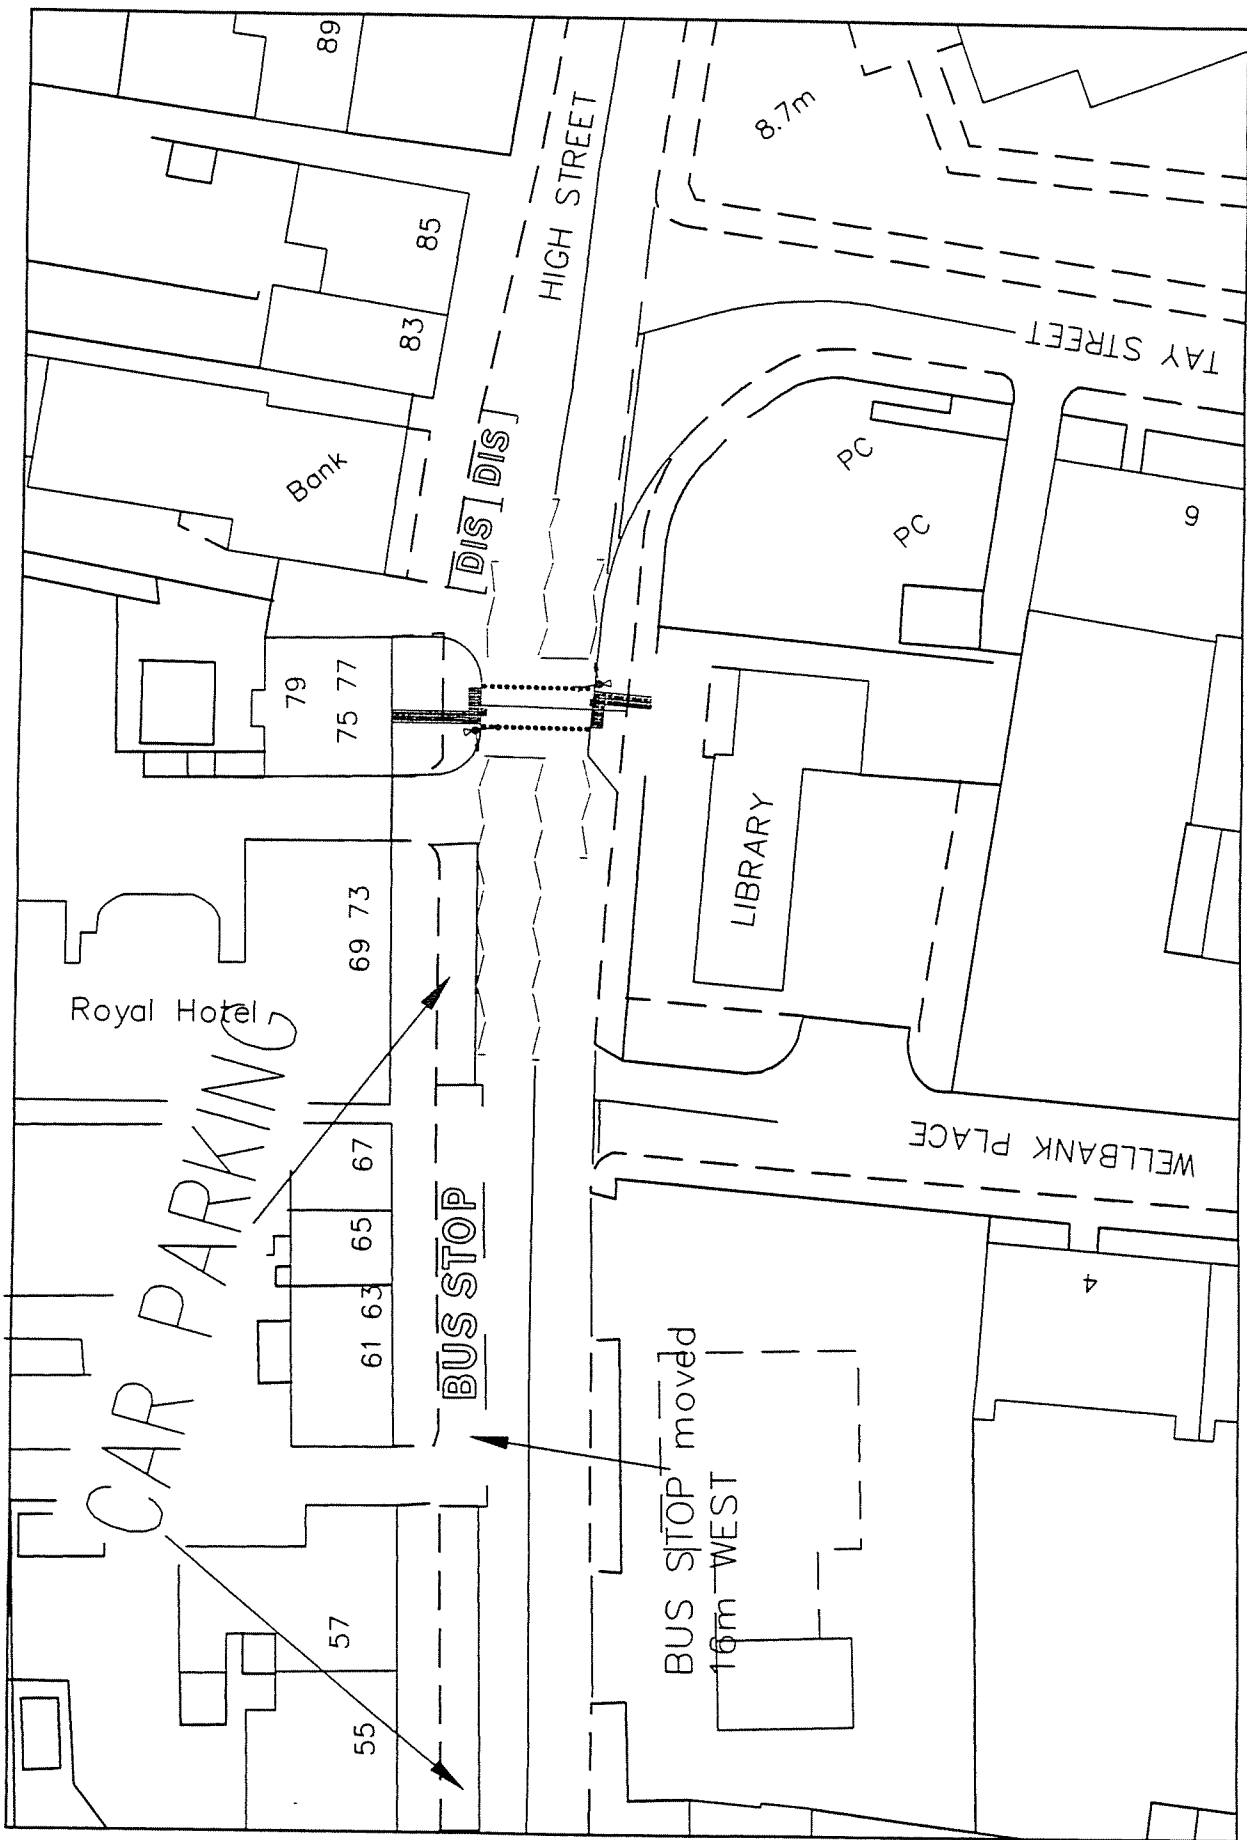 89
HIGH STREET
8.7m
85
83
TAY STREET
DIS
DIS
Bank
PC
PC
6
79
75 77
LIBRARY
69 73
Royal Hotel
CAR PARKING
67
65
61 63
BUS STOP
WELLBANK PLACE
4
BUS STOP moved
16m WEST
57
55